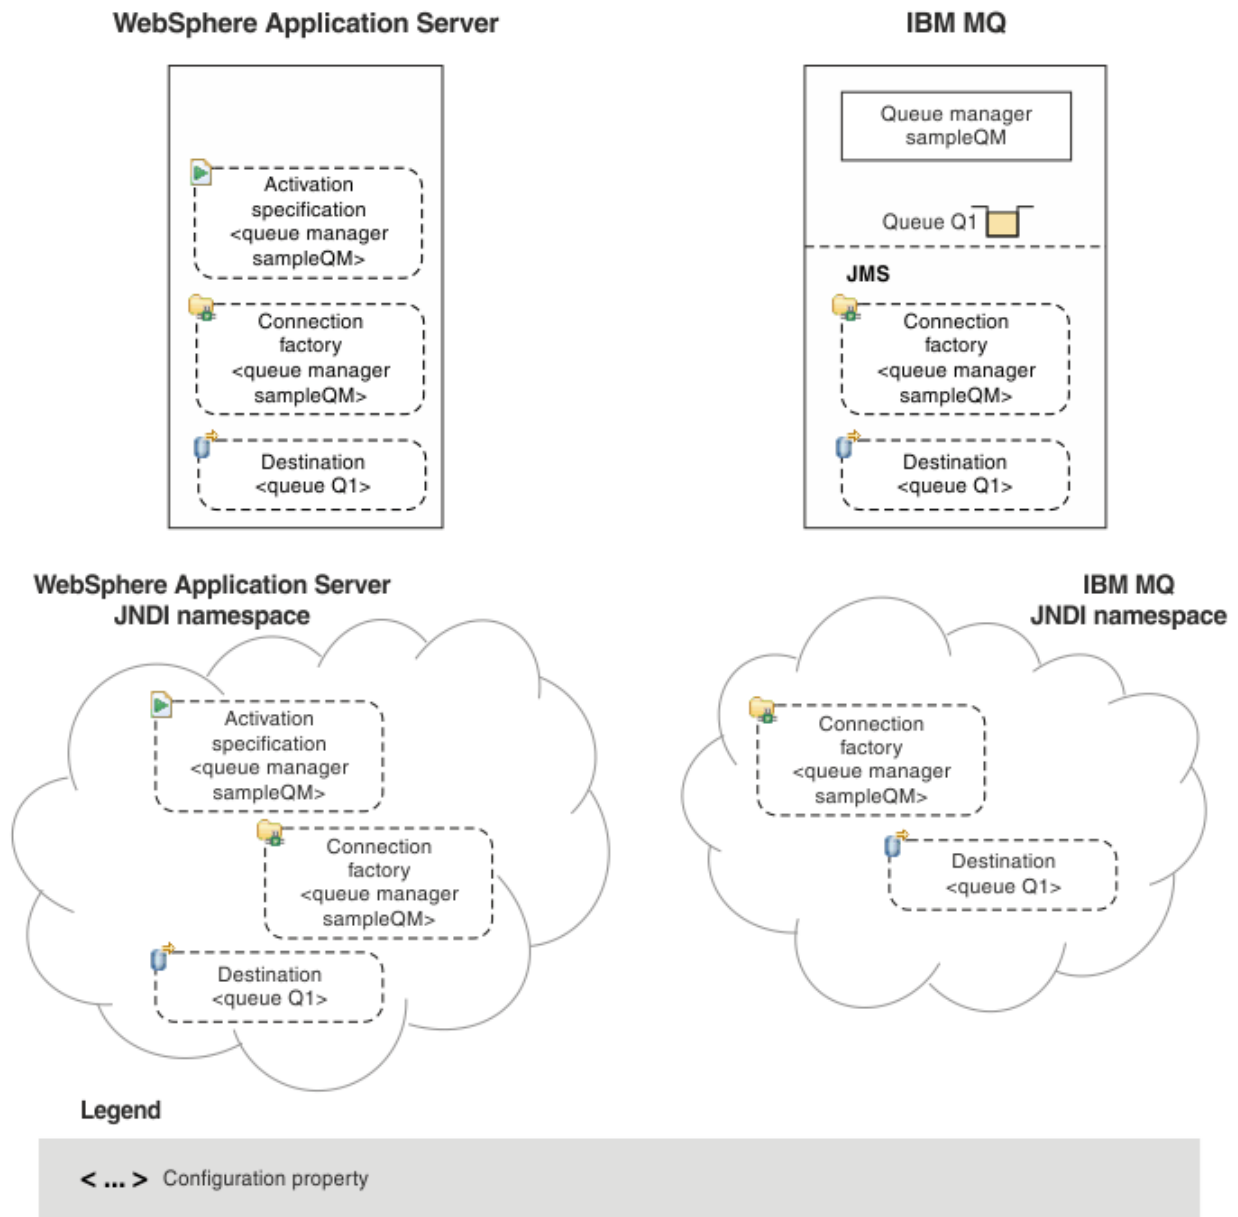 WebSphere Application Server
Activation
specification
<queue manager
sampleQM>
Connection
factory
<queue manager
sampleQM>
Destination
<queue Q1>
IBM MQ
Queue manager
sampleQM
Queue Q1
JMS
Connection
factory
<queue manager
sampleQM>
Destination
<queue Q1>
WebSphere Application Server
JNDI namespace
Activation
specification
<queue manager
sampleQM>
Connection
factory
<queue manager
sampleQM>
Destination
<queue Q1>
IBM MQ
JNDI namespace
Connection
factory
<queue manager
sampleQM>
Destination
<queue Q1>
Legend
< ... > Configuration property